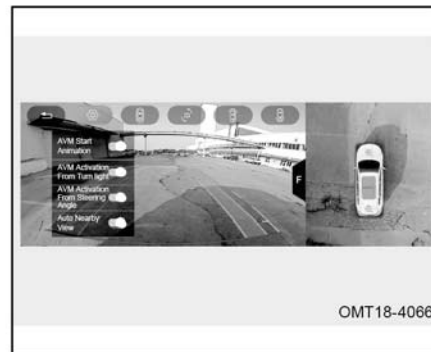 AVM Start
Animation
AVM Activation
From Turn light
AVM Activation
From Steering
Angle
Auto Nearby
View
F
OMT18-4066